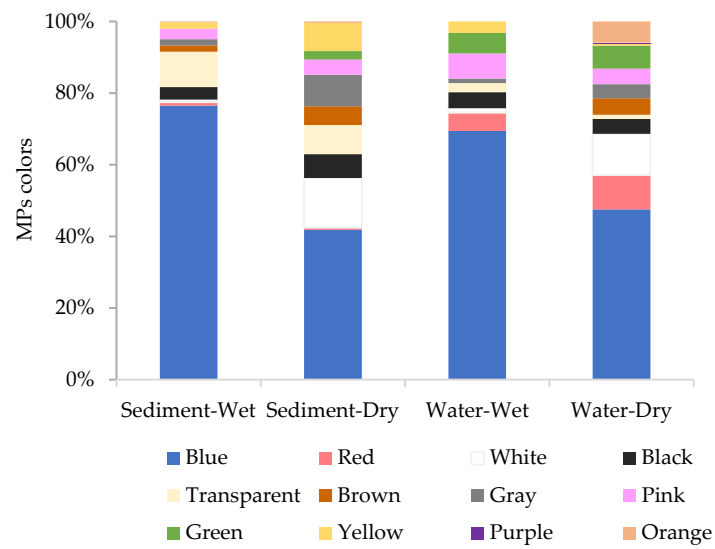 100%
80%
60%
40%
20%
0%
MPs colors
Sediment-Wet Sediment-Dry Water-Wet Water-Dry
Blue Red White Black
Transparent Brown Gray Pink
Green Yellow Purple Orange